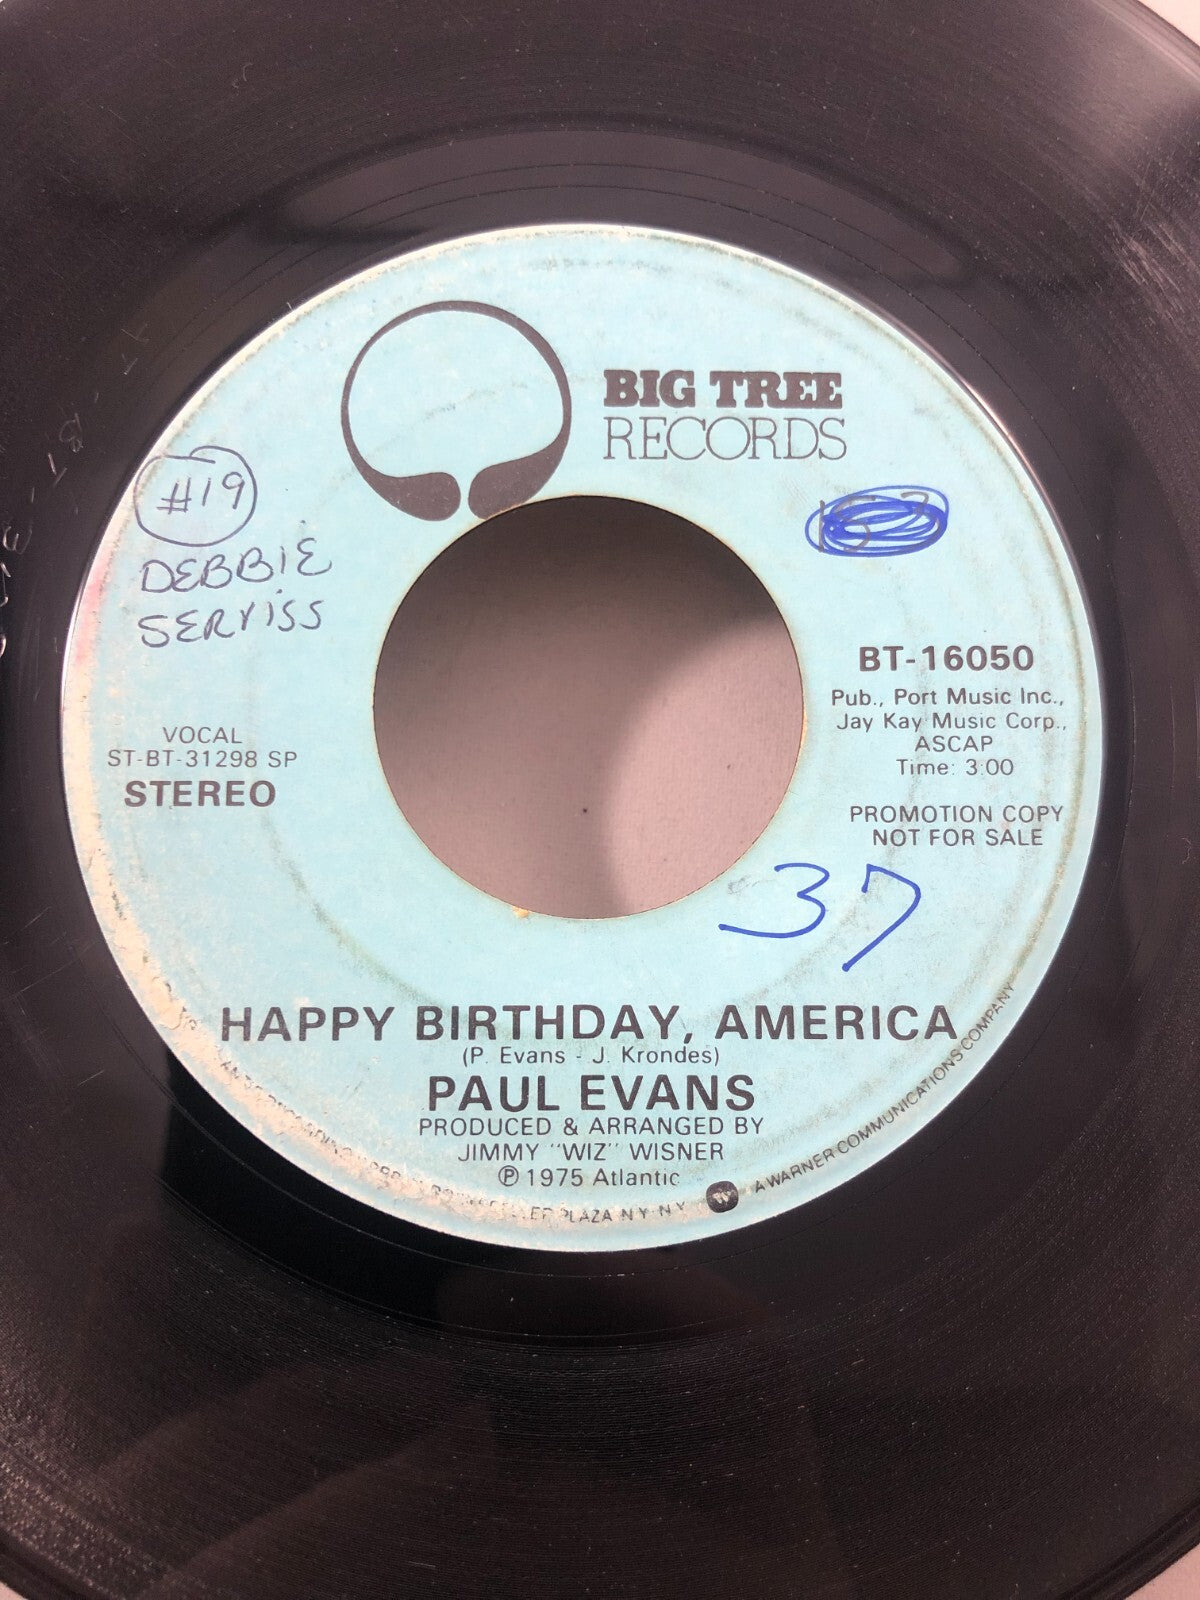 BIG TREE
RECORDS
#19
DEBBIE
SERVISS
BT-16050
Pub., Port Music Inc.,
Jay Kay Music Corp.,
ASCAP
Time: 3:00
VOCAL
ST-BT-31298 SP
STEREO
PROMOTION COPY
NOT FOR SALE
37
HAPPY BIRTHDAY, AMERICA
(P. Evans - J. Krondes)
PAUL EVANS
PRODUCED & ARRANGED BY
JIMMY "WIZ" WISNER
℗ 1975 Atlantic
PLAZA N Y N Y A WARNER COMMUNICATIONS COMPANY